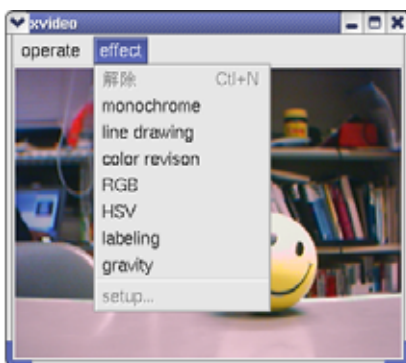 xvideo
operate effect
解除 Ctl+N
monochrome
line drawing
color revison
RGB
HSV
labeling
gravity
setup...